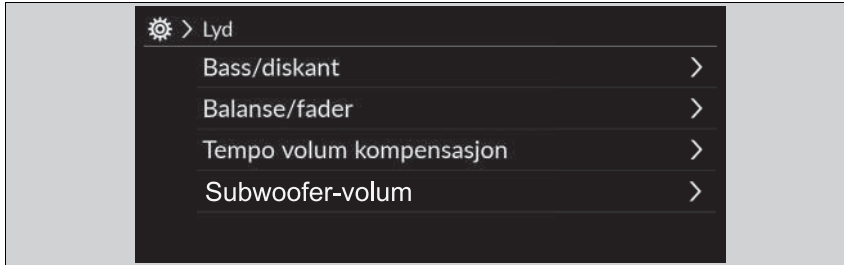 > Lyd
Bass/diskant >
Balanse/fader >
Tempo volum kompensasjon >
Subwoofer-volum >